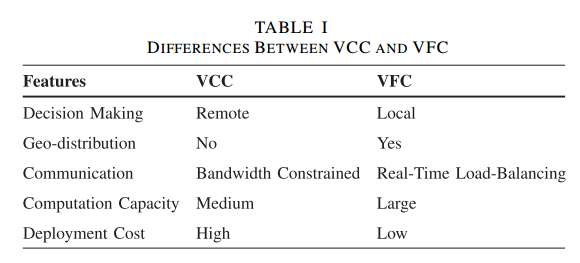 TABLE I
DIFFERENCES BETWEEN VCC AND VFC
Features VCC VFC
Decision Making Remote Local
Geo-distribution No Yes
Communication Bandwidth Constrained Real-Time Load-Balancing
Computation Capacity Medium Large
Deployment Cost High Low